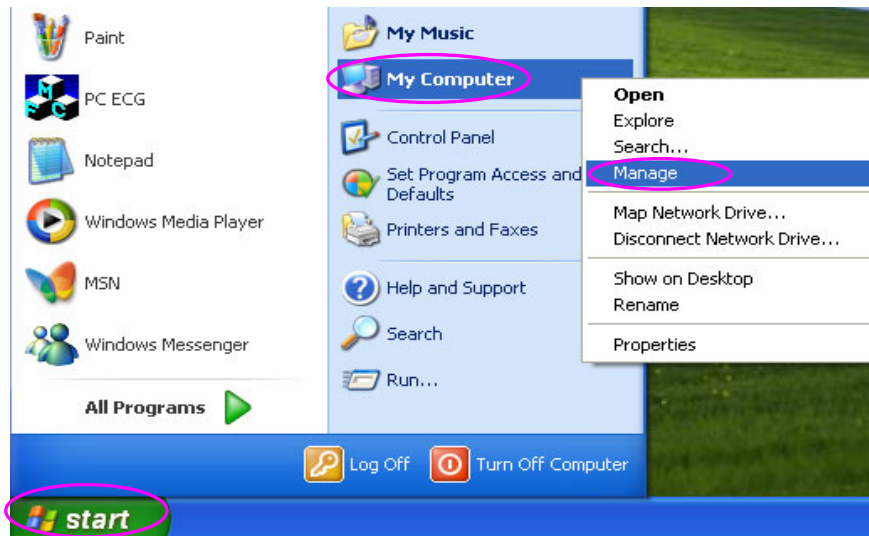 Paint
PC ECG
Notepad
Windows Media Player
MSN
Windows Messenger
All Programs
My Music
My Computer
Control Panel
Set Program Access and
Defaults
Printers and Faxes
Help and Support
Search
Run...
Open
Explore
Search...
Manage
Map Network Drive...
Disconnect Network Drive...
Show on Desktop
Rename
Properties
Log Off
Turn Off Computer
start